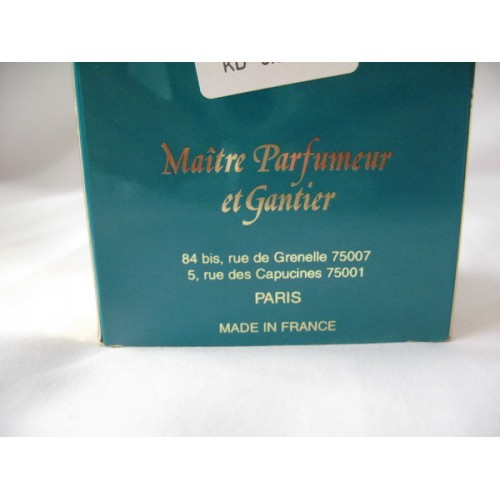 Maître Parfumeur
et Gantier
84 bis, rue de Grenelle 75007
5, rue des Capucines 75001
PARIS
MADE IN FRANCE